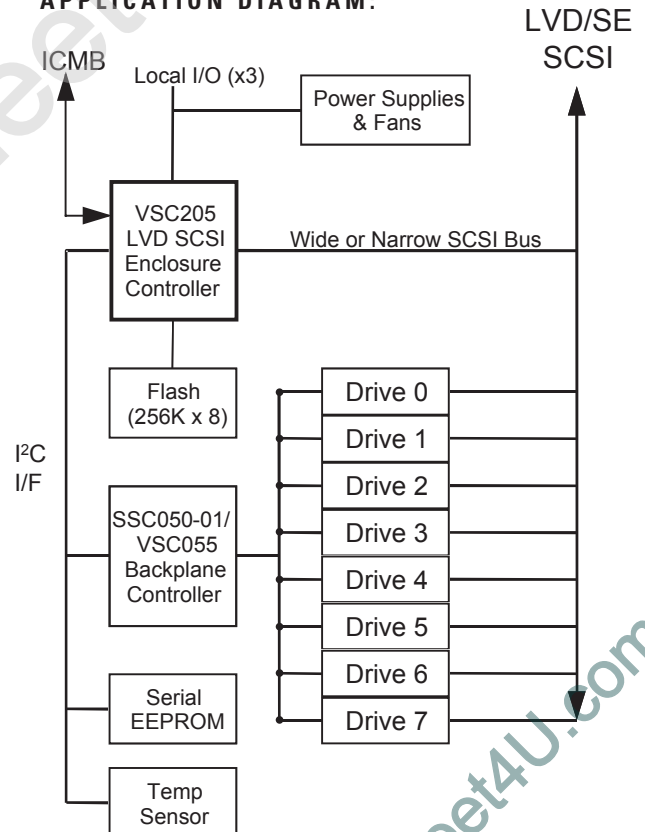 APPLICATION DIAGRAM:
LVD/SE
SCSI
ICMB
Local I/O (x3)
Power Supplies
& Fans
VSC205
LVD SCSI
Enclosure
Controller
Wide or Narrow SCSI Bus
Flash
(256K x 8)
I²C
I/F
SSC050-01/
VSC055
Backplane
Controller
Drive 0
Drive 1
Drive 2
Drive 3
Drive 4
Drive 5
Drive 6
Drive 7
Serial
EEPROM
Temp
Sensor
eet4U.com